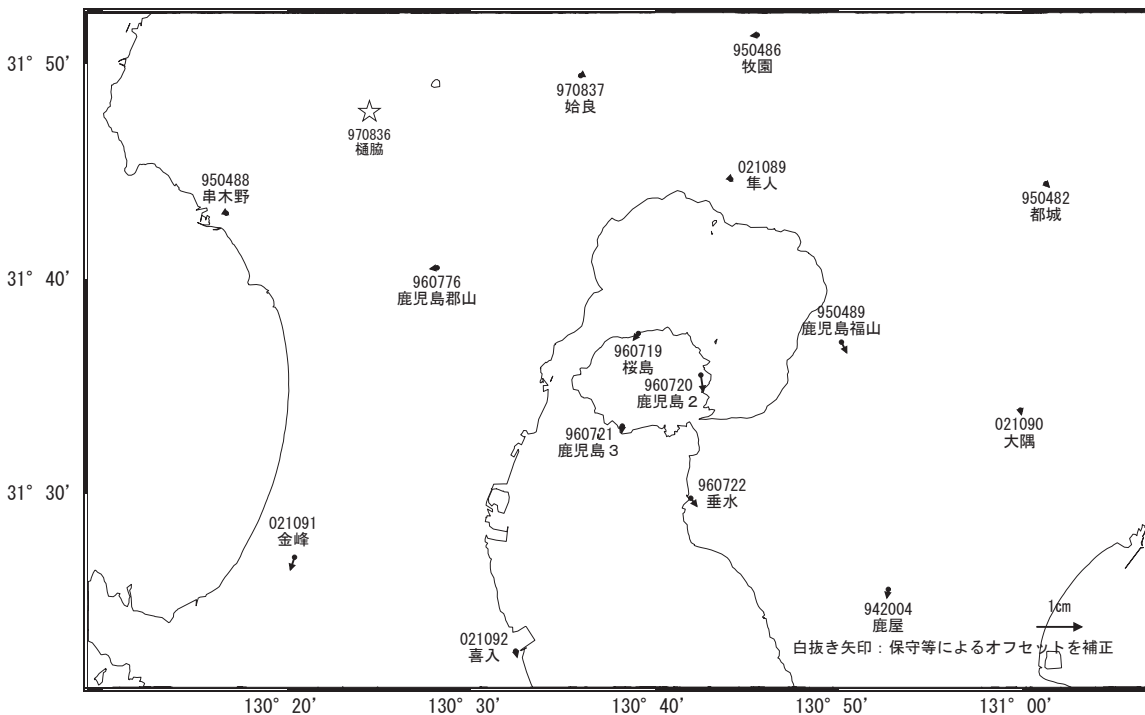 950486
牧園
31° 50′
970837
姶良
970836
樋脇
021089
隼人
950488
串木野
950482
都城
31° 40′
960776
鹿児島郡山
950489
鹿児島福山
960719
桜島
960720
鹿児島２
021090
大隅
960721
鹿児島３
31° 30′
960722
垂水
021091
金峰
942004
鹿屋
1cm
021092
喜入
白抜き矢印：保守等によるオフセットを補正
130° 20′
130° 30′
130° 40′
130° 50′
131° 00′